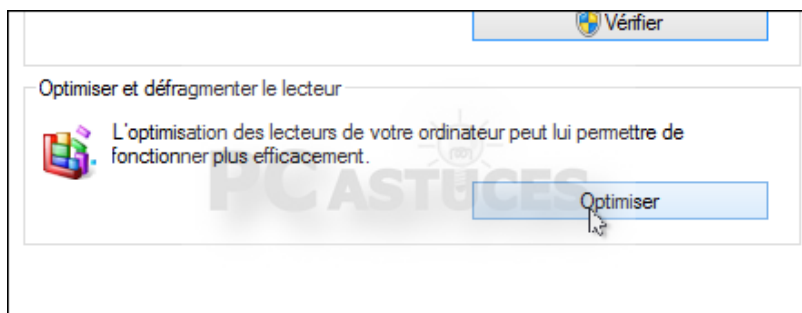 Vérifier
Optimiser et défragmenter le lecteur
L'optimisation des lecteurs de votre ordinateur peut lui permettre de
fonctionner plus efficacement.
PC ASTUCES
Optimiser